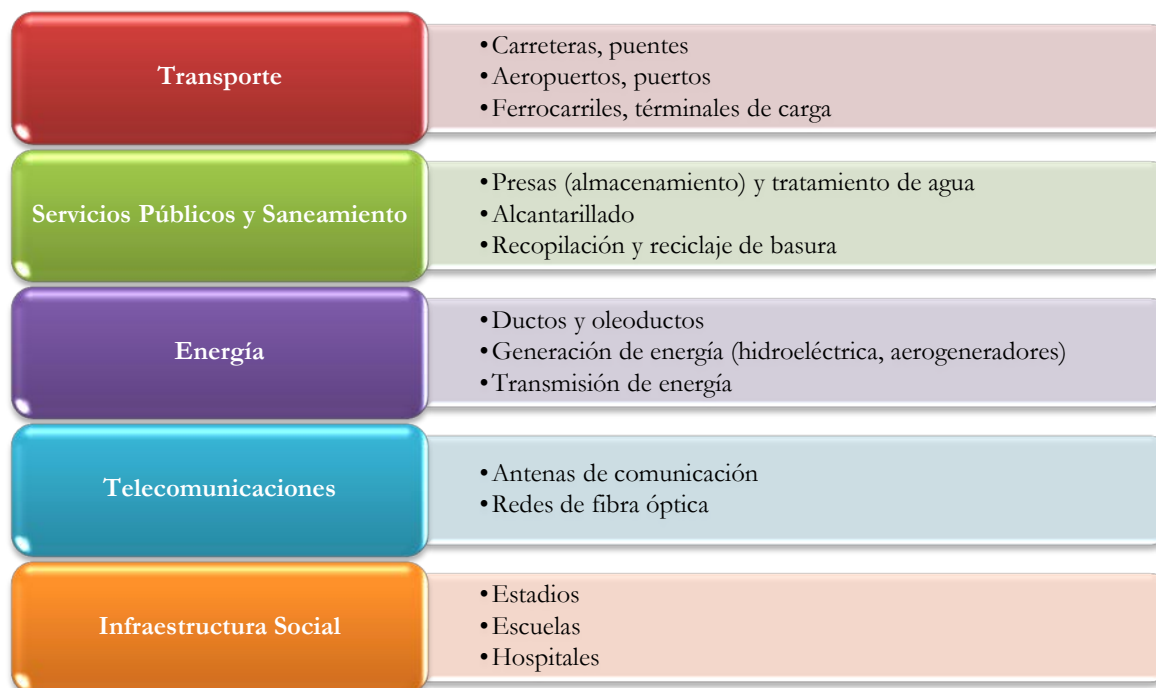 Transporte
•Carreteras, puentes
•Aeropuertos, puertos
•Ferrocarriles, términales de carga
Servicios Públicos y Saneamiento
•Presas (almacenamiento) y tratamiento de agua
•Alcantarillado
•Recopilación y reciclaje de basura
Energía
•Ductos y oleoductos
•Generación de energía (hidroeléctrica, aerogeneradores)
•Transmisión de energía
Telecomunicaciones
•Antenas de comunicación
•Redes de fibra óptica
Infraestructura Social
•Estadios
•Escuelas
•Hospitales